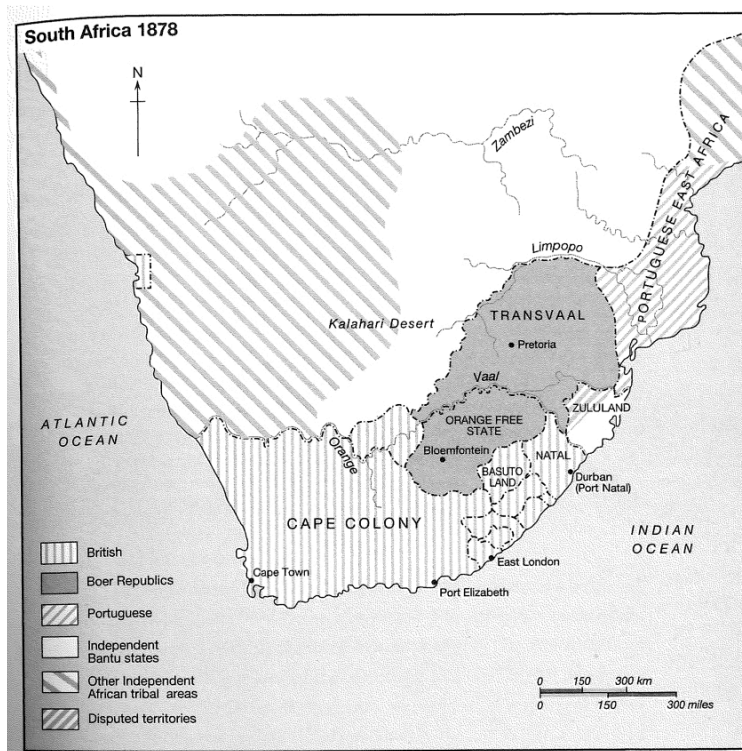 South Africa 1878
N
Zambezi
PORTUGUESE EAST AFRICA
Limpopo
Kalahari Desert
TRANSVAAL
Pretoria
Vaal
ATLANTIC
OCEAN
ZULULAND
ORANGE FREE
STATE
Orange
Bloemfontein
NATAL
BASUTO
LAND
Durban
(Port Natal)
CAPE COLONY
INDIAN
OCEAN
East London
Cape Town
Port Elizabeth
British
Boer Republics
Portuguese
Independent
Bantu states
Other Independent
African tribal areas
Disputed territories
0 150 300 km
0 150 300 miles